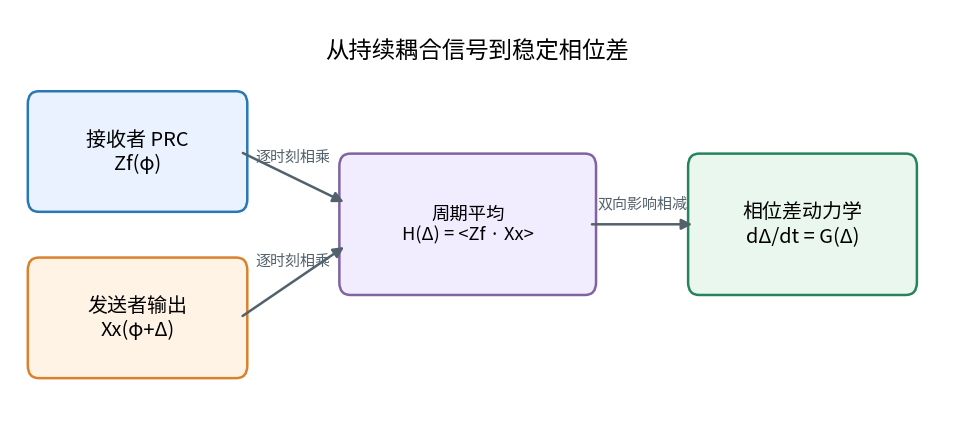 从持续耦合信号到稳定相位差
接收者 PRC
Zf(φ)
逐时刻相乘
周期平均
H(Δ) = <Zf · Xx>
双向影响相减
相位差动力学
dΔ/dt = G(Δ)
逐时刻相乘
发送者输出
Xx(φ+Δ)